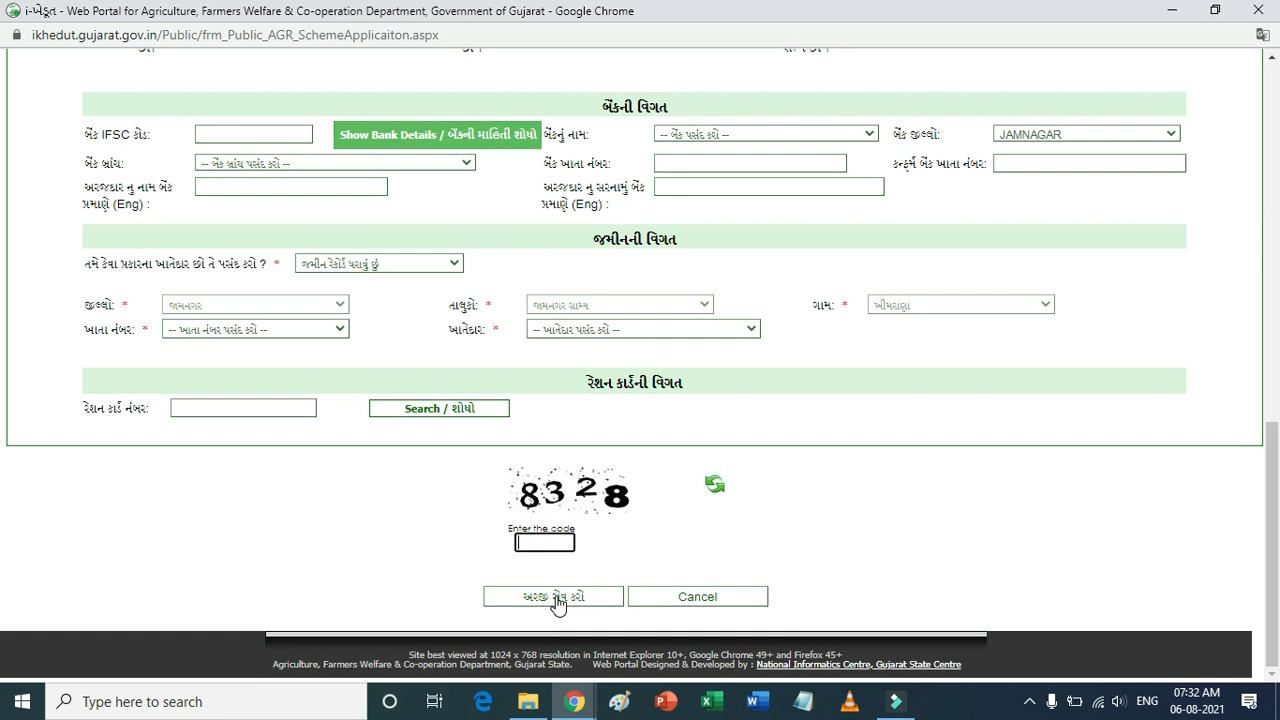 i-ખેડૂત - Web Portal for Agriculture, Farmers Welfare & Co-operation Department, Government of Gujarat - Google Chrome
ikhedut.gujarat.gov.in/Public/frm_Public_AGR_SchemeApplicaiton.aspx
બેંકની વિગત
બેંક IFSC કોડ: Show Bank Details / બેંકની માહિતી શોધો બેંકનું નામ: -- બેંક પસંદ કરો -- બેંક જીલ્લો: JAMNAGAR
બેંક બ્રાંચ: -- બેંક બ્રાંચ પસંદ કરો -- બેંક ખાતા નંબર: કન્ફર્મ બેંક ખાતા નંબર:
અરજદાર નુ નામ બેંક પ્રમાણે (Eng) : અરજદાર નુ સરનામું બેંક પ્રમાણે (Eng) :
જમીનની વિગત
તમે કેવા પ્રકારના ખાતેદાર છો તે પસંદ કરો ? * જમીન રેકોર્ડ ધરાવું છું
જીલ્લો: * જામનગર તાલુકો: * જામનગર ગ્રામ્ય ગામ: * ખીમરાણા
ખાતા નંબર: * -- ખાતા નંબર પસંદ કરો -- ખાતેદાર: * -- ખાતેદાર પસંદ કરો --
રેશન કાર્ડની વિગત
રેશન કાર્ડ નંબર: Search / શોધો
8328
Enter the code
અરજી સેવ કરો Cancel
Site best viewed at 1024 x 768 resolution in Internet Explorer 10+, Google Chrome 49+ and Firefox 45+
Agriculture, Farmers Welfare & Co-operation Department, Gujarat State. Web Portal Designed & Developed by : National Informatics Centre, Gujarat State Centre
Type here to search ENG 07:32 AM
06-08-2021